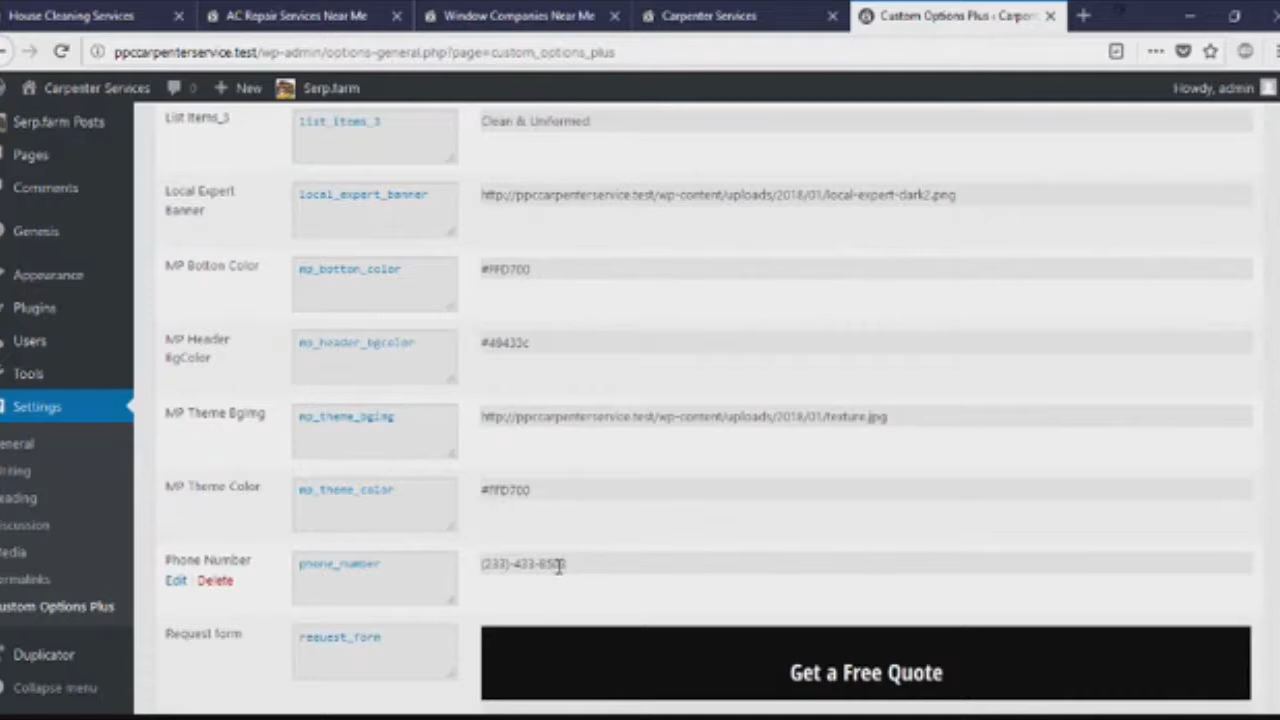 House Cleaning Services
AC Repair Services Near Me
Window Companies Near Me
Carpenter Services
Custom Options Plus ‹ Carpen
ppccarpenterservice.test/wp-admin/options-general.php?page=custom_options_plus
Carpenter Services
0
New
Serp.farm
Howdy, admin
Serp.farm Posts
Pages
Comments
Genesis
Appearance
Plugins
Users
Tools
Settings
eneral
riting
eading
iscussion
edia
ermalinks
ustom Options Plus
Duplicator
Collapse menu
List Items_3
list_items_3
Clean & Uniformed
Local Expert
Banner
local_expert_banner
http://ppccarpenterservice.test/wp-content/uploads/2018/01/local-expert-dark2.png
MP Botton Color
mp_botton_color
#FFD700
MP Header
BgColor
mp_header_bgcolor
#49433c
MP Theme BgImg
mp_theme_bgimg
http://ppccarpenterservice.test/wp-content/uploads/2018/01/texture.jpg
MP Theme Color
mp_theme_color
#FFD700
Phone Number
Edit Delete
phone_number
Request form
request_form
Get a Free Quote